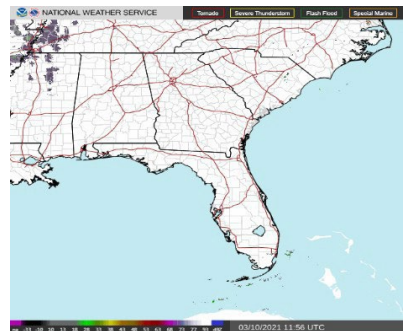 NATIONAL WEATHER SERVICE
Tornado
Severe Thunderstorm
Flash Flood
Special Marine
03/10/2021 11:56 UTC